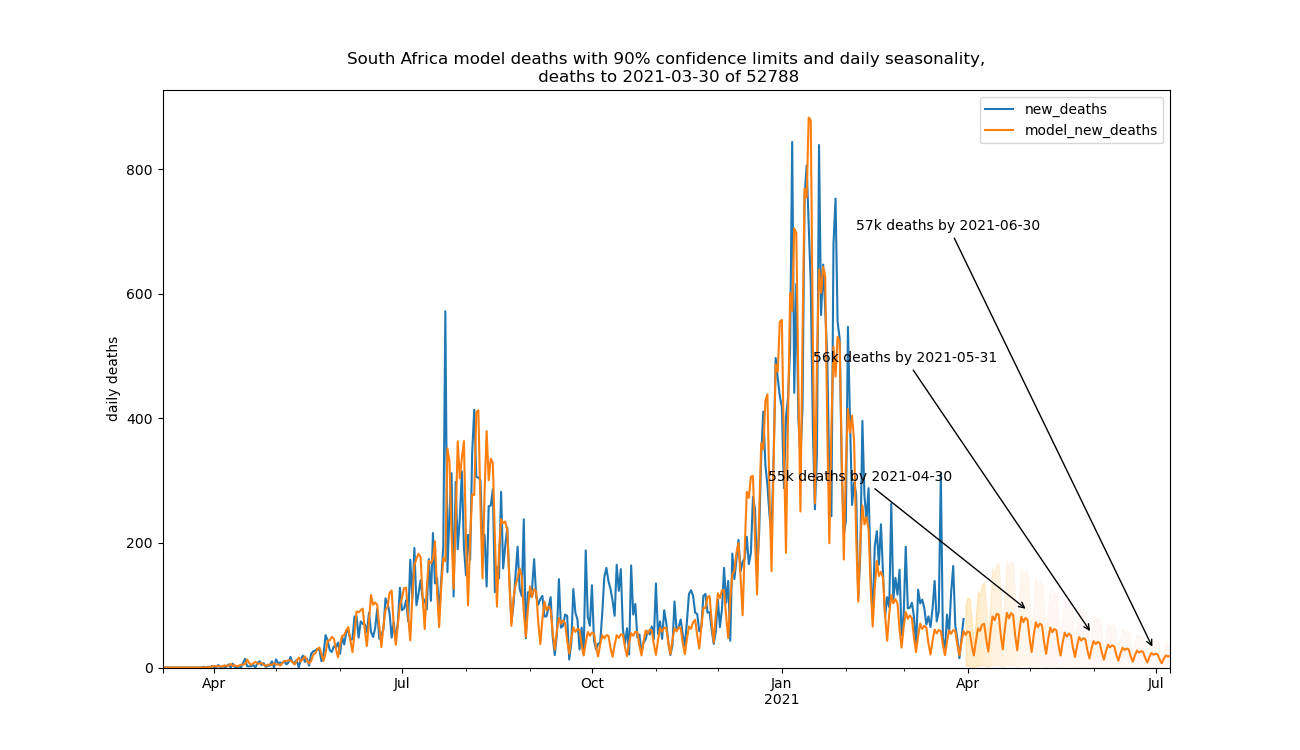 South Africa model deaths with 90% confidence limits and daily seasonality,
deaths to 2021-03-30 of 52788
new_deaths
model_new_deaths
daily deaths
800
600
400
200
0
57k deaths by 2021-06-30
56k deaths by 2021-05-31
55k deaths by 2021-04-30
Apr
Jul
Oct
Jan
2021
Apr
Jul